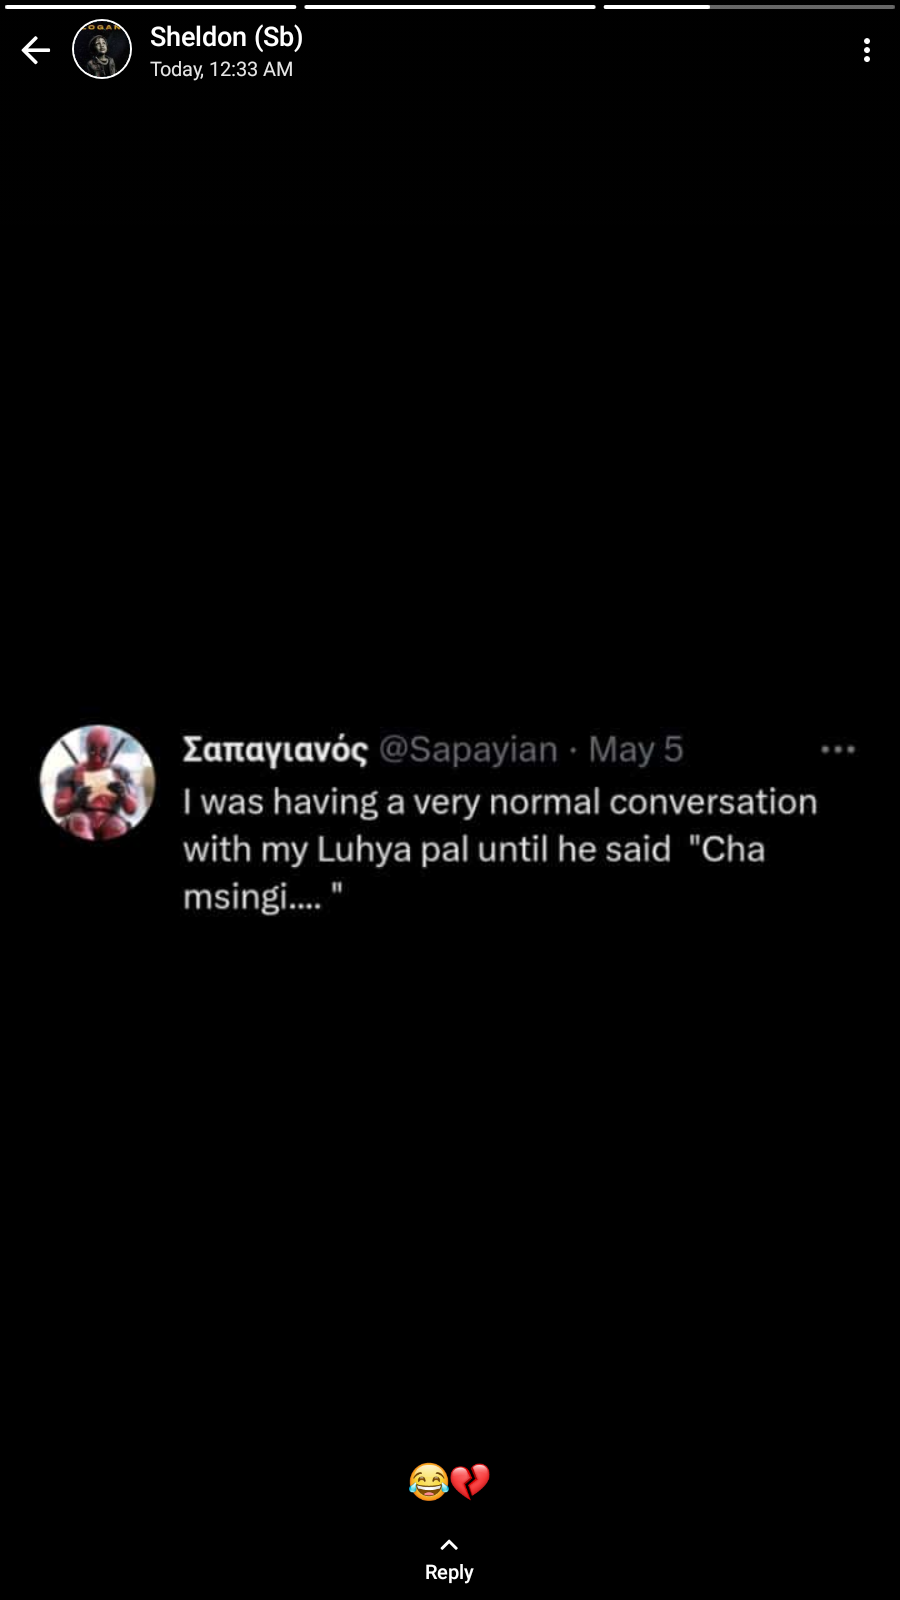 LOGAN
Sheldon (Sb)
Today, 12:33 AM
Σαπαγιανός @Sapayian · May 5
I was having a very normal conversation
with my Luhya pal until he said "Cha
msingi.... "
😂💔
Reply